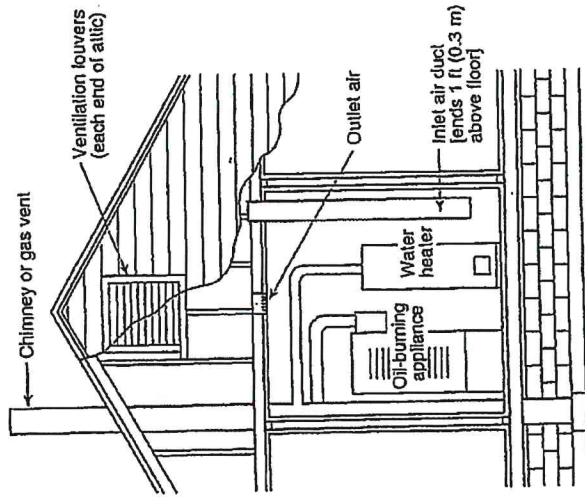 Chimney or gas vent
Ventilation louvers
(each end of attic)
Outlet air
Inlet air duct
[ends 1 ft (0.3 m)
above floor]
Water
heater
Oil-burning
appliance